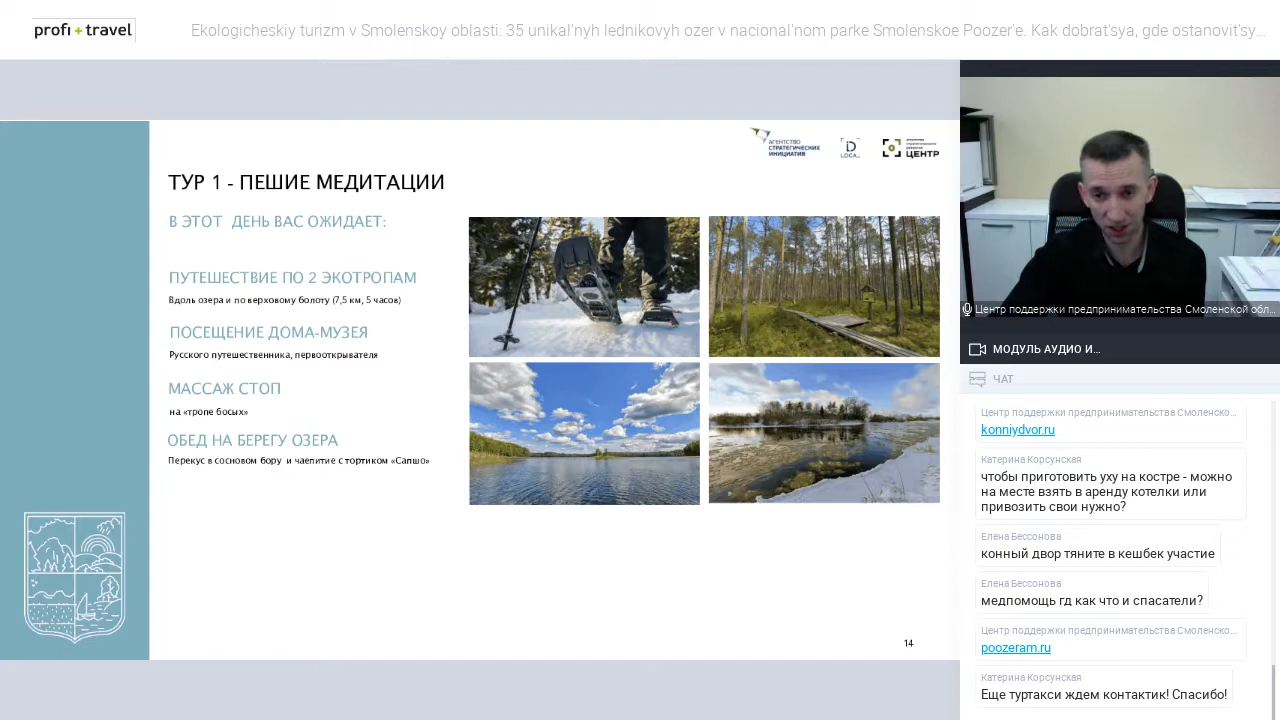 profi + travel
Ekologicheskiy turizm v Smolenskoy oblasti: 35 unikal'nyh lednikovyh ozer v nacional'nom parke Smolenskoe Poozer'e. Kak dobrat'sya, gde ostanovit'sy...
АГЕНТСТВО
СТРАТЕГИЧЕСКИХ
ИНИЦИАТИВ
ЦЕНТР
ТУР 1 - ПЕШИЕ МЕДИТАЦИИ
В ЭТОТ ДЕНЬ ВАС ОЖИДАЕТ:
ПУТЕШЕСТВИЕ ПО 2 ЭКОТРОПАМ
Вдоль озера и по верховому болоту (7,5 км, 5 часов)
ПОСЕЩЕНИЕ ДОМА-МУЗЕЯ
Русского путешественника, первооткрывателя
МАССАЖ СТОП
на «тропе босых»
ОБЕД НА БЕРЕГУ ОЗЕРА
Перекус в сосновом бору и чаепитие с тортиком «Сапшо»
14
Центр поддержки предпринимательства Смоленской обл...
МОДУЛЬ АУДИО И...
ЧАТ
Центр поддержки предпринимательства Смоленско...
konniydvor.ru
Катерина Корсунская
чтобы приготовить уху на костре - можно
на месте взять в аренду котелки или
привозить свои нужно?
Елена Бессонова
конный двор тяните в кешбек участие
Елена Бессонова
медпомощь гд как что и спасатели?
Центр поддержки предпринимательства Смоленско...
poozeram.ru
Катерина Корсунская
Еще туртакси ждем контактик! Спасибо!